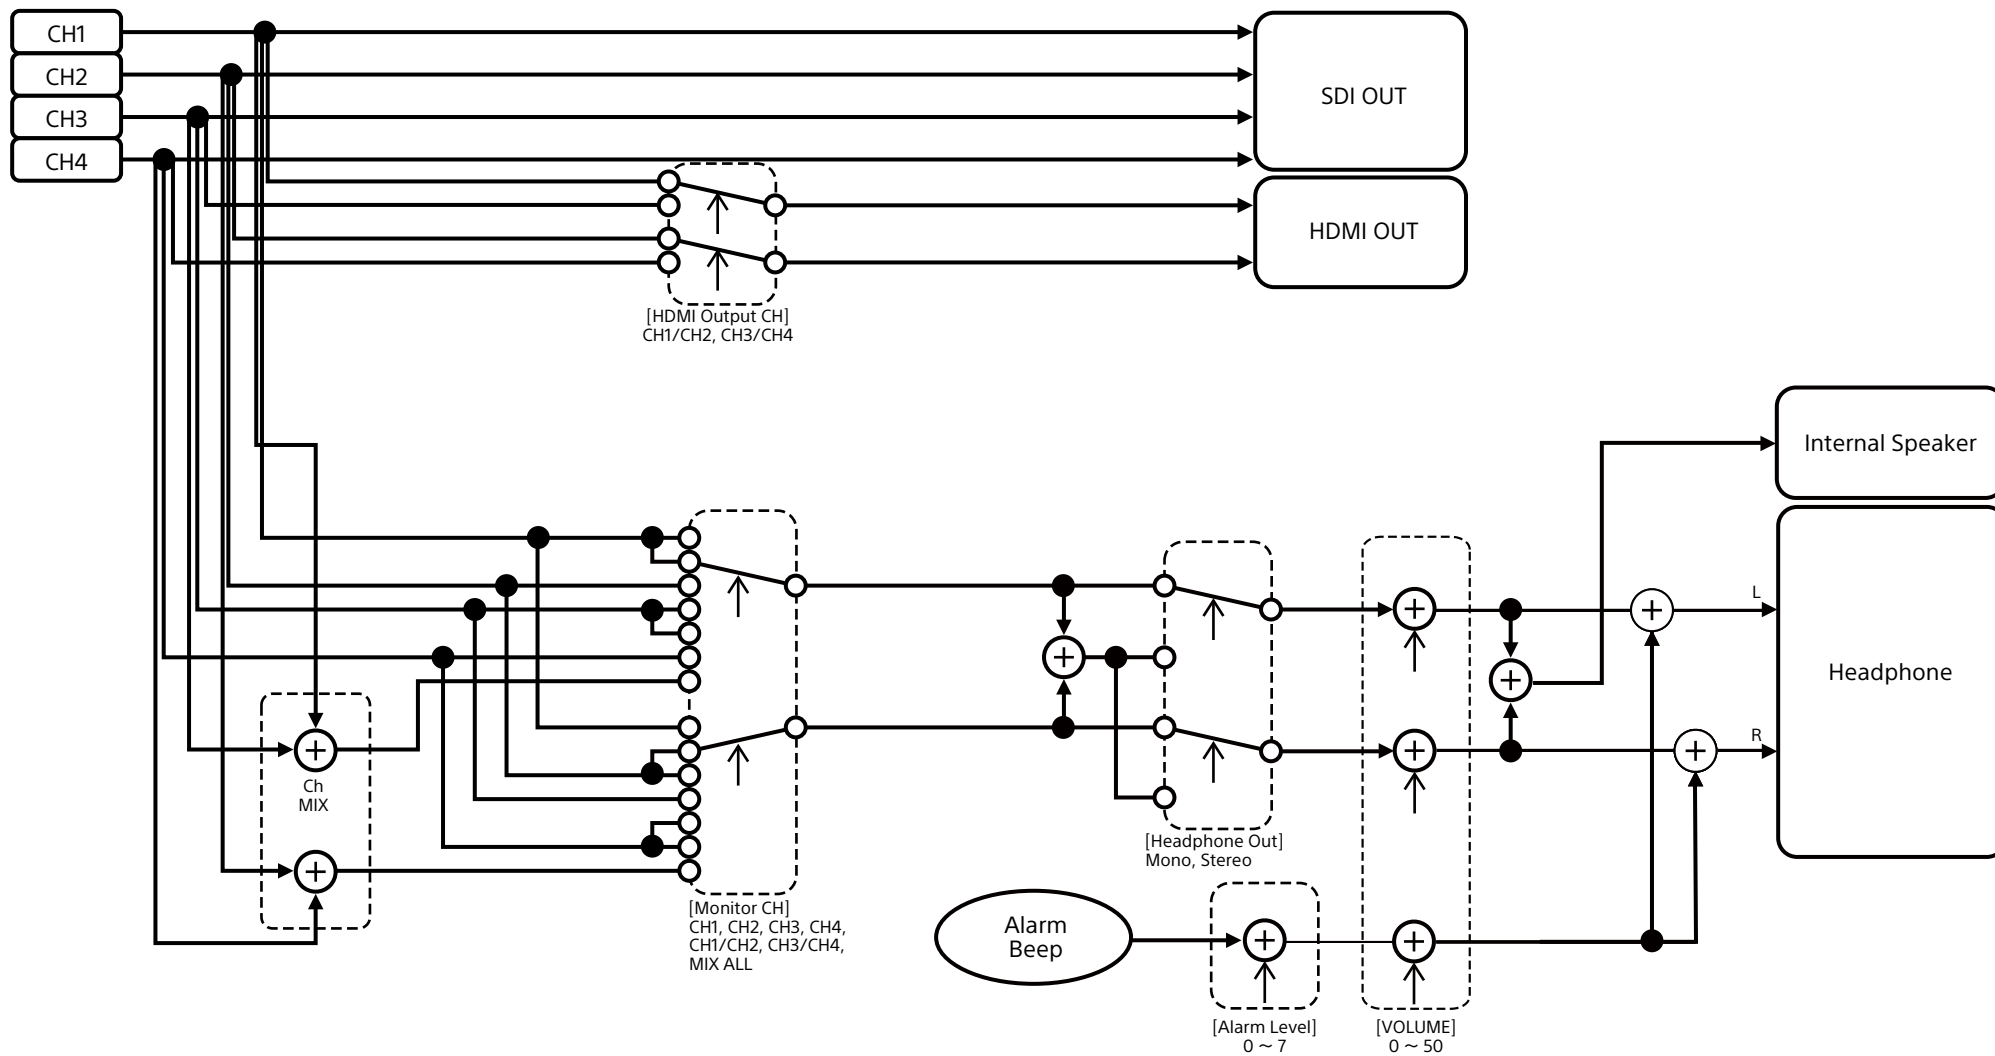 CH1
CH2
CH3
CH4
SDI OUT
HDMI OUT
[HDMI Output CH]
CH1/CH2, CH3/CH4
Internal Speaker
Headphone
L
R
Ch
MIX
[Monitor CH]
CH1, CH2, CH3, CH4,
CH1/CH2, CH3/CH4,
MIX ALL
[Headphone Out]
Mono, Stereo
Alarm
Beep
[Alarm Level]
0 ~ 7
[VOLUME]
0 ~ 50